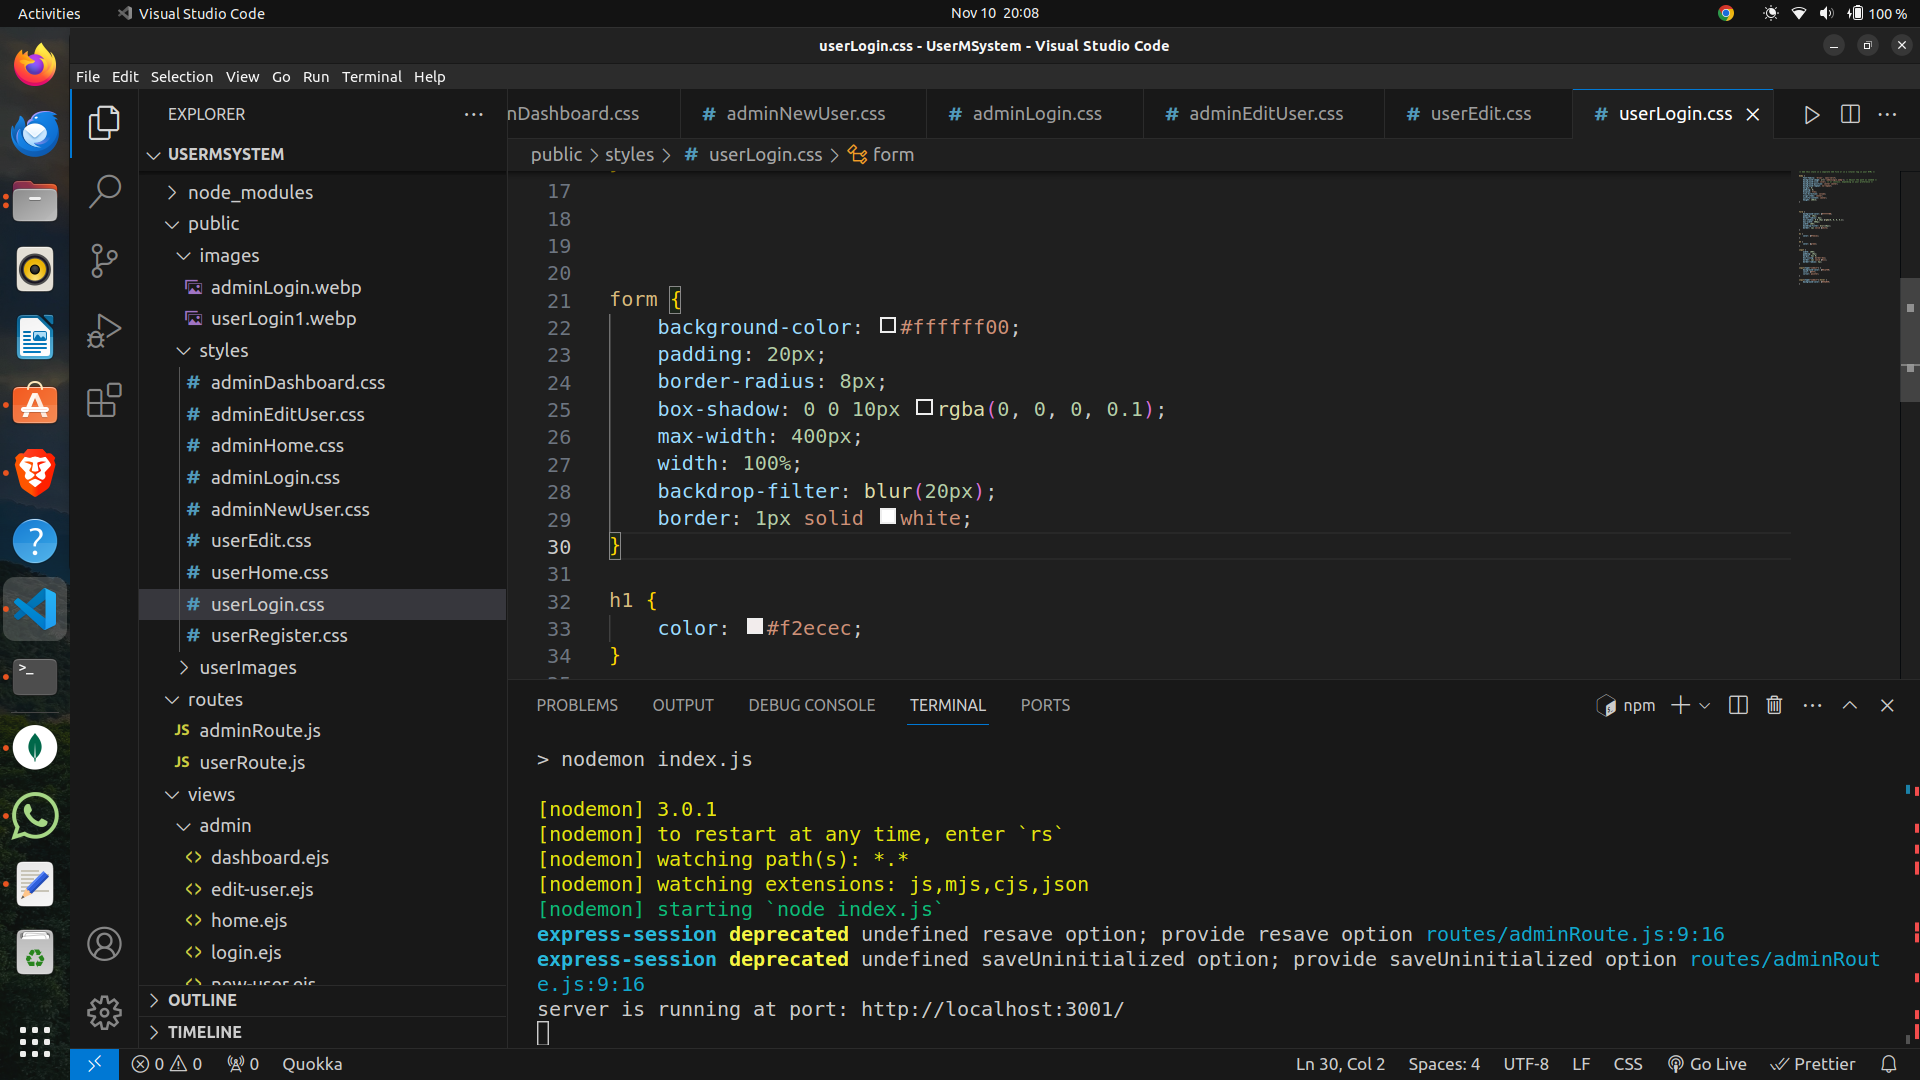 Activities
Visual Studio Code
Nov 10 20:08
100 %
userLogin.css - UserMSystem - Visual Studio Code
File Edit Selection View Go Run Terminal Help
EXPLORER
USERMSYSTEM
node_modules
public
images
adminLogin.webp
userLogin1.webp
styles
# adminDashboard.css
# adminEditUser.css
# adminHome.css
# adminLogin.css
# adminNewUser.css
# userEdit.css
# userHome.css
# userLogin.css
# userRegister.css
userImages
routes
JS adminRoute.js
JS userRoute.js
views
admin
<> dashboard.ejs
<> edit-user.ejs
<> home.ejs
<> login.ejs
<> new-user.ejs
OUTLINE
TIMELINE
nDashboard.css # adminNewUser.css # adminLogin.css # adminEditUser.css # userEdit.css # userLogin.css
public > styles > # userLogin.css > form
17
18
19
20
21 form {
22 background-color: #ffffff00;
23 padding: 20px;
24 border-radius: 8px;
25 box-shadow: 0 0 10px rgba(0, 0, 0, 0.1);
26 max-width: 400px;
27 width: 100%;
28 backdrop-filter: blur(20px);
29 border: 1px solid white;
30 }
31
32 h1 {
33 color: #f2ecec;
34 }
PROBLEMS OUTPUT DEBUG CONSOLE TERMINAL PORTS
npm
> nodemon index.js
[nodemon] 3.0.1
[nodemon] to restart at any time, enter `rs`
[nodemon] watching path(s): *.*
[nodemon] watching extensions: js,mjs,cjs,json
[nodemon] starting `node index.js`
express-session deprecated undefined resave option; provide resave option routes/adminRoute.js:9:16
express-session deprecated undefined saveUninitialized option; provide saveUninitialized option routes/adminRout
e.js:9:16
server is running at port: http://localhost:3001/
0 0 0 Quokka
Ln 30, Col 2 Spaces: 4 UTF-8 LF CSS Go Live Prettier